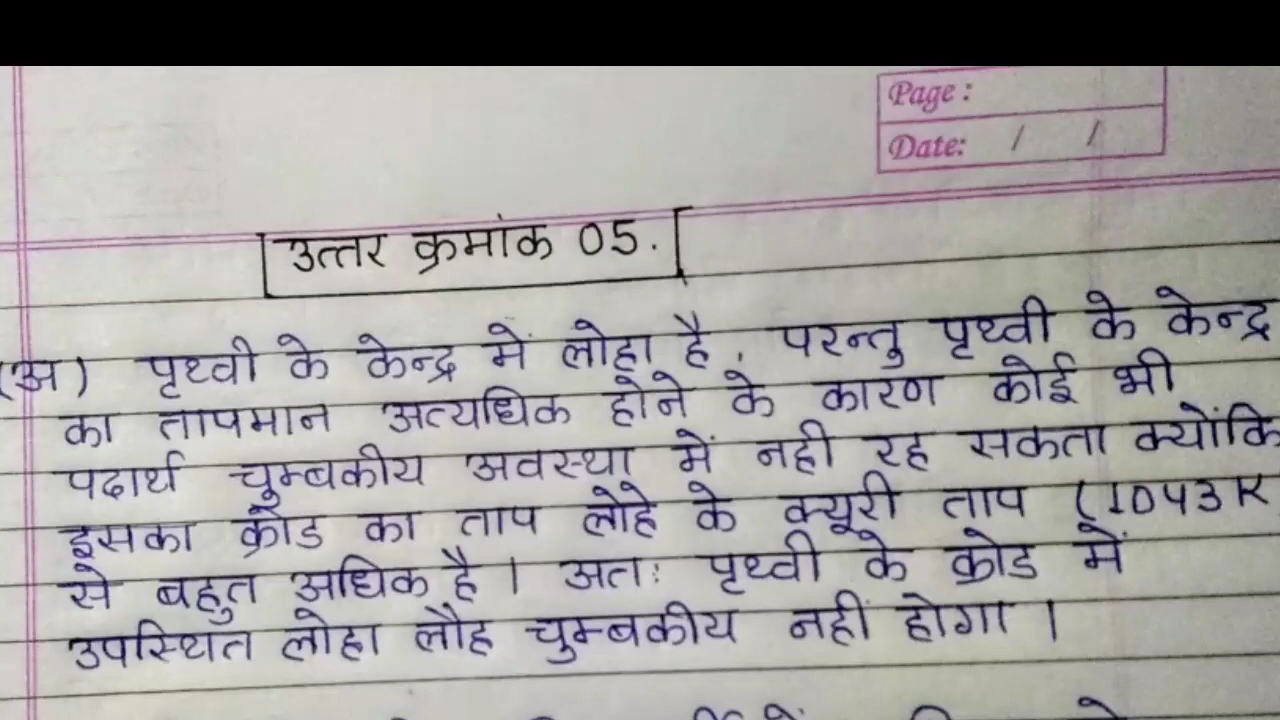 Page :
Date: / /
उत्तर क्रमांक 05.
(अ) पृथ्वी के केन्द्र में लोहा है, परन्तु पृथ्वी के केन्द्र
का तापमान अत्यधिक होने के कारण कोई भी
पदार्थ चुम्बकीय अवस्था में नही रह सकता क्योंकि
इसका क्रोड का ताप लोहे के क्यूरी ताप (1043K
से बहुत अधिक है । अतः पृथ्वी के क्रोड में
उपस्थित लोहा लौह चुम्बकीय नहीं होगा ।